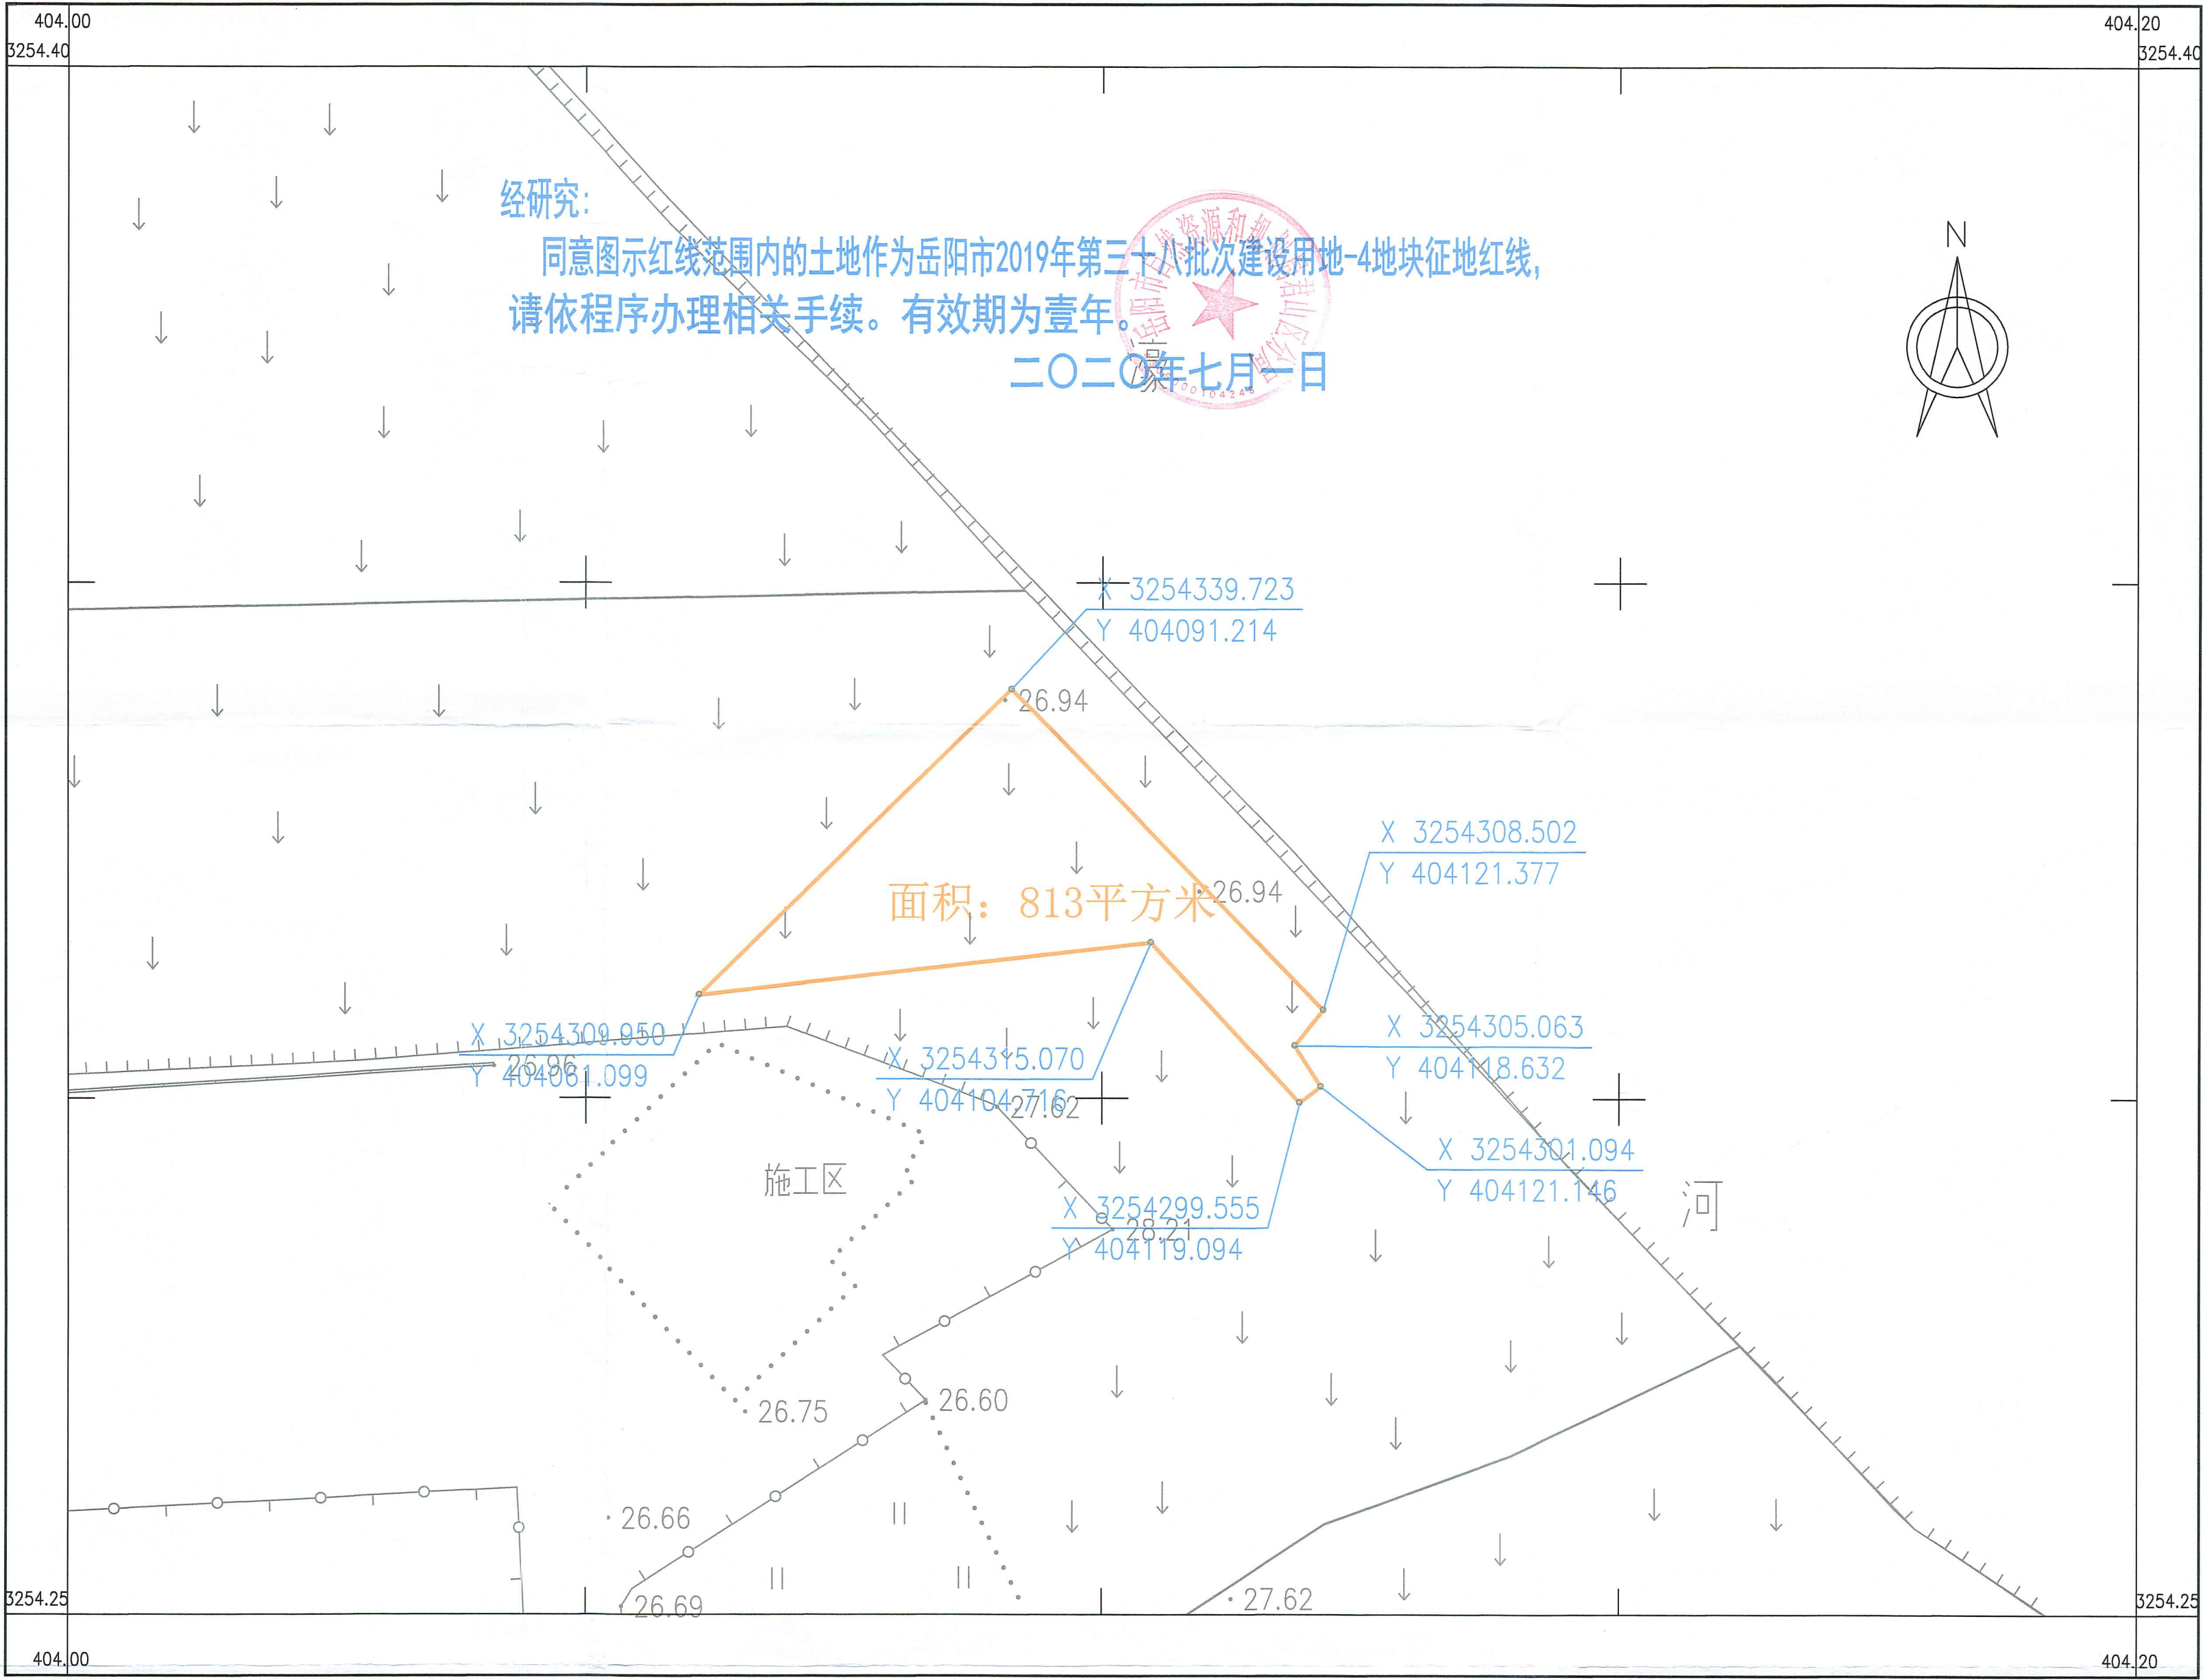 404.00
404.20
3254.40
3254.40
经研究：
同意图示红线范围内的土地作为岳阳市2019年第三十八批次建设用地-4地块征地红线，
请依程序办理相关手续。有效期为壹年。
二〇二〇年七月一日
濠
N
X 3254339.723
Y 404091.214
26.94
X 3254308.502
Y 404121.377
26.94
面积：813平方米
X 3254309.950
Y 404061.099
26.96
X 3254315.070
Y 404104.716
27.62
X 3254305.063
Y 404118.632
X 3254301.094
Y 404121.146
施工区
河
X 3254299.555
Y 404119.094
28.21
26.75
26.60
26.66
26.69
27.62
3254.25
3254.25
404.00
404.20